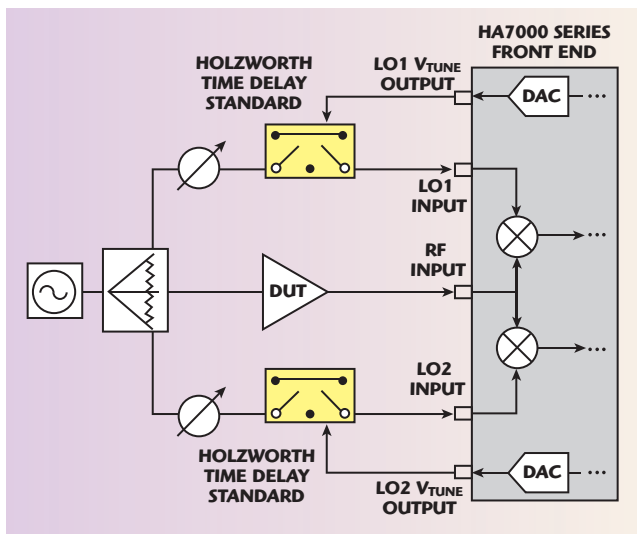 HA7000 SERIES
FRONT END
HOLZWORTH
TIME DELAY
STANDARD
LO1 VTUNE
OUTPUT
DAC
...
LO1
INPUT
...
RF
INPUT
DUT
LO2
INPUT
...
HOLZWORTH
TIME DELAY
STANDARD
LO2 VTUNE
OUTPUT
DAC
...